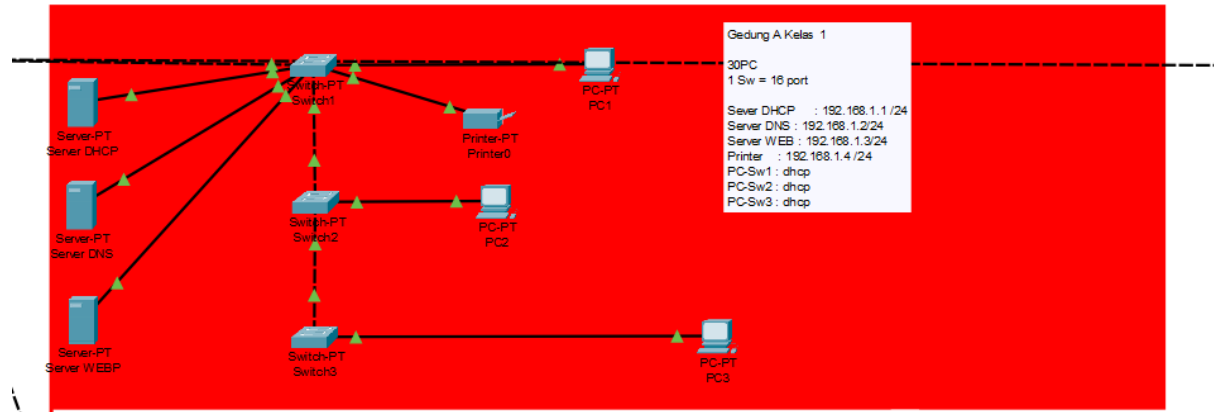 Gedung A Kelas 1
30PC
1 Sw = 16 port
Sever DHCP : 192.168.1.1 /24
Server DNS : 192.168.1.2/24
Server WEB : 192.168.1.3/24
Printer : 192.168.1.4 /24
PC-Sw1 : dhcp
PC-Sw2 : dhcp
PC-Sw3 : dhcp
Switch-PT
Switch1
PC-PT
PC1
Server-PT
Server DHCP
Printer-PT
Printer0
Switch-PT
Switch2
PC-PT
PC2
Server-PT
Server DNS
Switch-PT
Switch3
Server-PT
Server WEBP
PC-PT
PC3